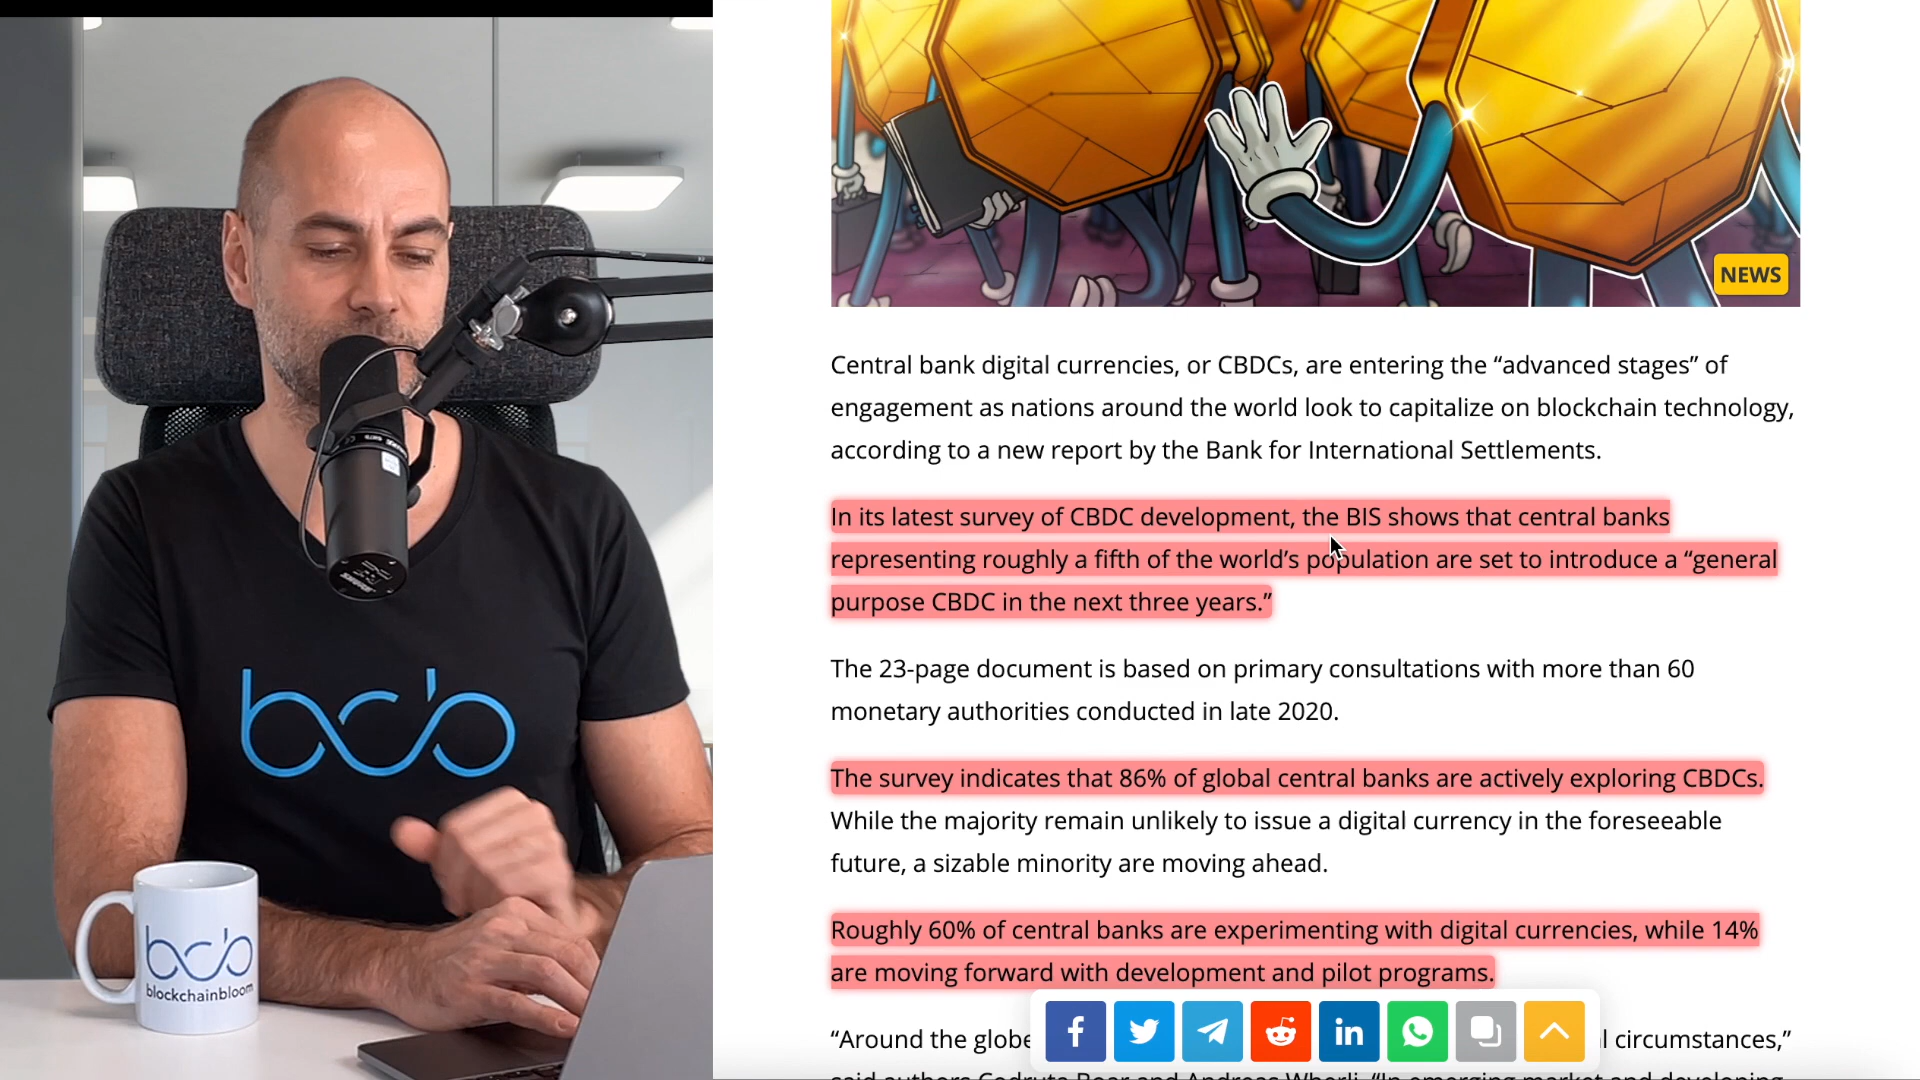 NEWS
Central bank digital currencies, or CBDCs, are entering the “advanced stages” of
engagement as nations around the world look to capitalize on blockchain technology,
according to a new report by the Bank for International Settlements.
In its latest survey of CBDC development, the BIS shows that central banks
representing roughly a fifth of the world’s population are set to introduce a “general
purpose CBDC in the next three years.”
The 23-page document is based on primary consultations with more than 60
monetary authorities conducted in late 2020.
The survey indicates that 86% of global central banks are actively exploring CBDCs.
While the majority remain unlikely to issue a digital currency in the foreseeable
future, a sizable minority are moving ahead.
Roughly 60% of central banks are experimenting with digital currencies, while 14%
are moving forward with development and pilot programs.
“Around the globe circumstances,”
bcb
bcb
blockchainbloom
SHURE
f
in